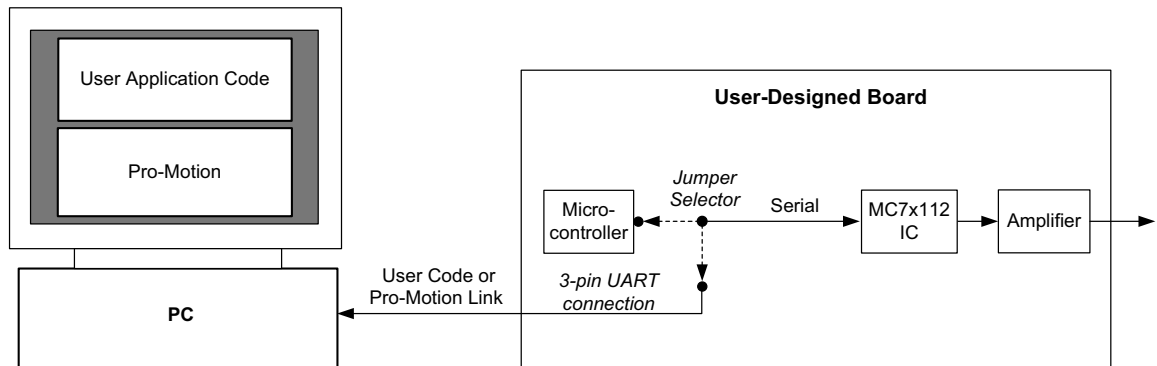 User Application Code
Pro-Motion
PC
User Code or
Pro-Motion Link
User-Designed Board
Micro-
controller
Jumper
Selector
Serial
MC7x112
IC
Amplifier
3-pin UART
connection